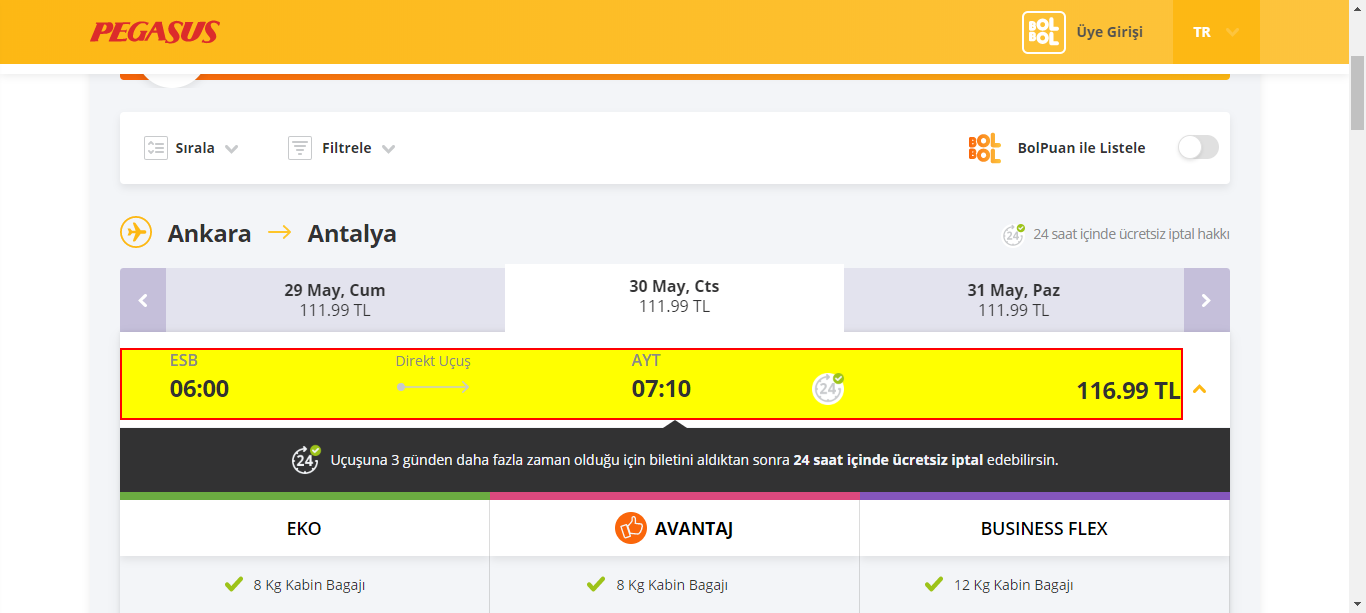 PEGASUS
BOL BOL Üye Girişi TR
Sırala Filtrele BOL BOL BolPuan ile Listele
Ankara Antalya 24 24 saat içinde ücretsiz iptal hakkı
29 May, Cum 30 May, Cts 31 May, Paz
111.99 TL 111.99 TL 111.99 TL
ESB Direkt Uçuş AYT
06:00 07:10 24 116.99 TL
24 Uçuşuna 3 günden daha fazla zaman olduğu için biletini aldıktan sonra 24 saat içinde ücretsiz iptal edebilirsin.
EKO AVANTAJ BUSINESS FLEX
8 Kg Kabin Bagajı 8 Kg Kabin Bagajı 12 Kg Kabin Bagajı